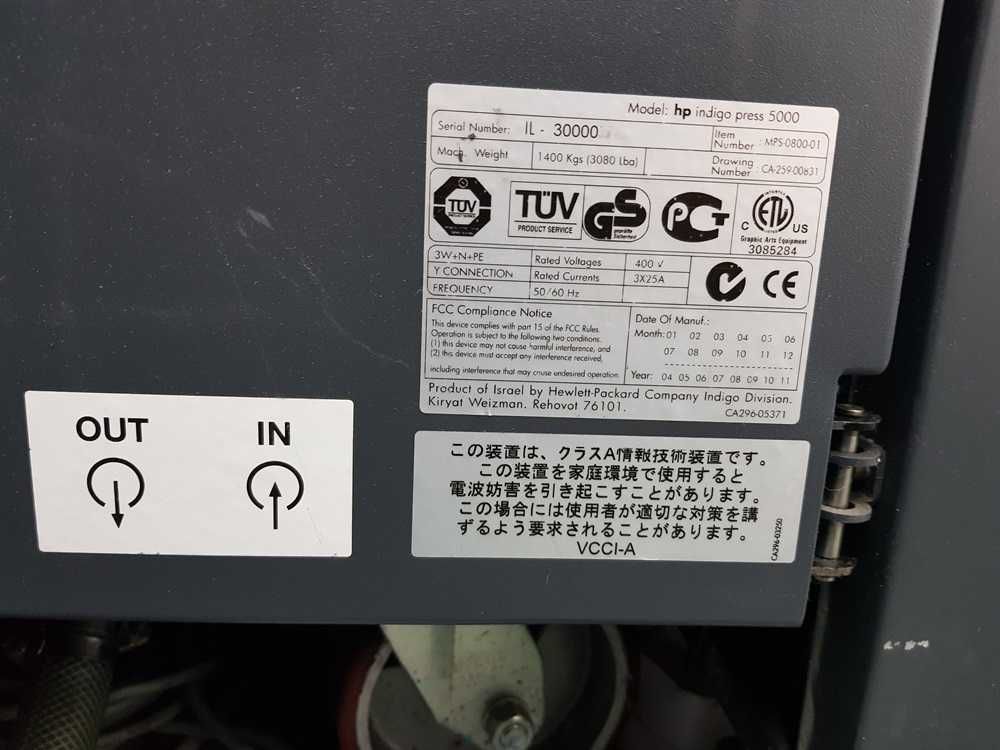 Model: hp indigo press 5000
Serial Number: IL - 30000
Item Number : MPS-0800-01
Mach. Weight 1400 Kgs (3080 Lba)
Drawing Number : CA-259-00831
TÜV
PRODUCT SERVICE
TÜV
PRODUCT SERVICE
GS
geprüfte
Sicherheit
PCT
ETL
C US
INTERTEK
LISTED
Graphic Arts Equipment
3085284
3W+N+PE Rated Voltages 400 V
Y CONNECTION Rated Currents 3X25A
FREQUENCY 50/60 Hz
CE
FCC Compliance Notice
This device complies with part 15 of the FCC Rules.
Operation is subject to the following two conditions.
(1) this device may not cause harmful interference, and
(2) this device must accept any interference received,
including interference that may cruse undesired operation.
Date Of Manuf.:
Month: 01 02 03 04 05 06
07 08 09 10 11 12
Year: 04 05 06 07 08 09 10 11
Product of Israel by Hewlett-Packard Company Indigo Division.
Kiryat Weizman. Rehovot 76101.
CA296-05371
OUT IN
この装置は、クラスA情報技術装置です。
この装置を家庭環境で使用すると
電波妨害を引き起こすことがあります。
この場合には使用者が適切な対策を講
ずるよう要求されることがあります。
VCCI-A
CA296-03250